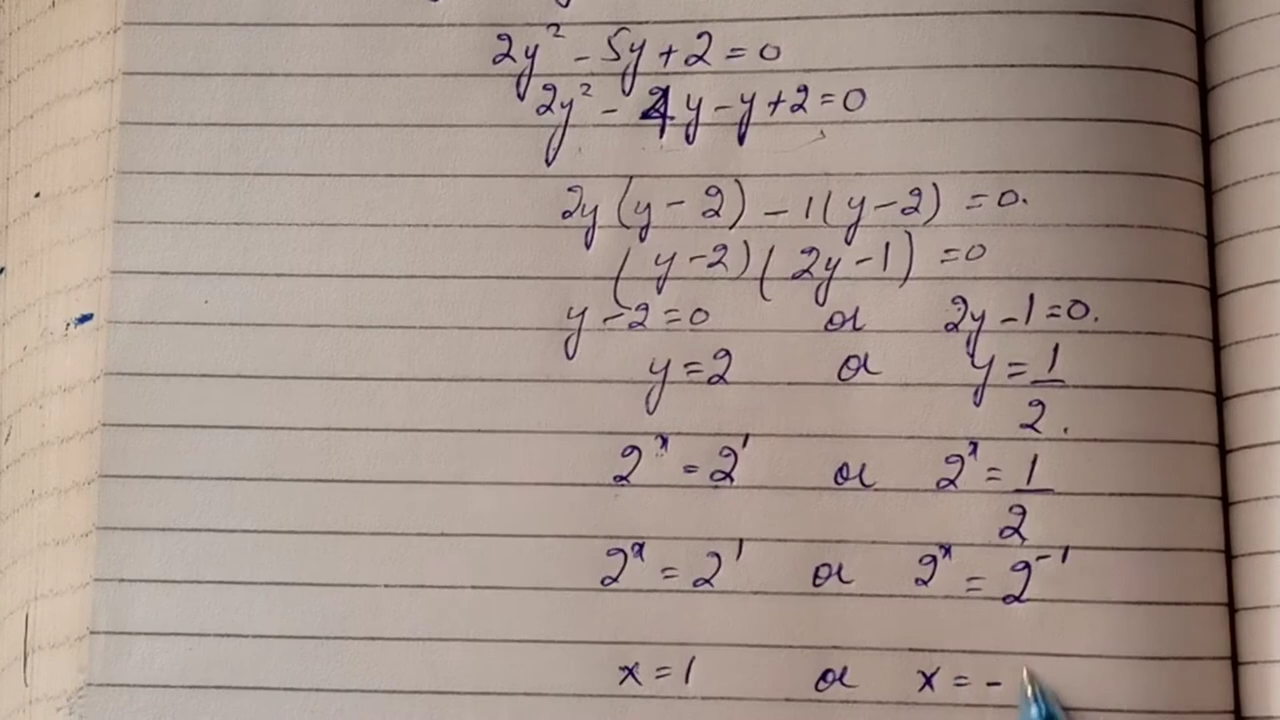 2y² - 5y + 2 = 0
2y² - 4y - y + 2 = 0
2y (y - 2) - 1(y - 2) = 0.
(y - 2)(2y - 1) = 0
y - 2 = 0 or 2y - 1 = 0.
y = 2 or y = 1/2.
2ˣ = 2¹ or 2ˣ = 1/2
2ˣ = 2¹ or 2ˣ = 2⁻¹
x = 1 or x = -